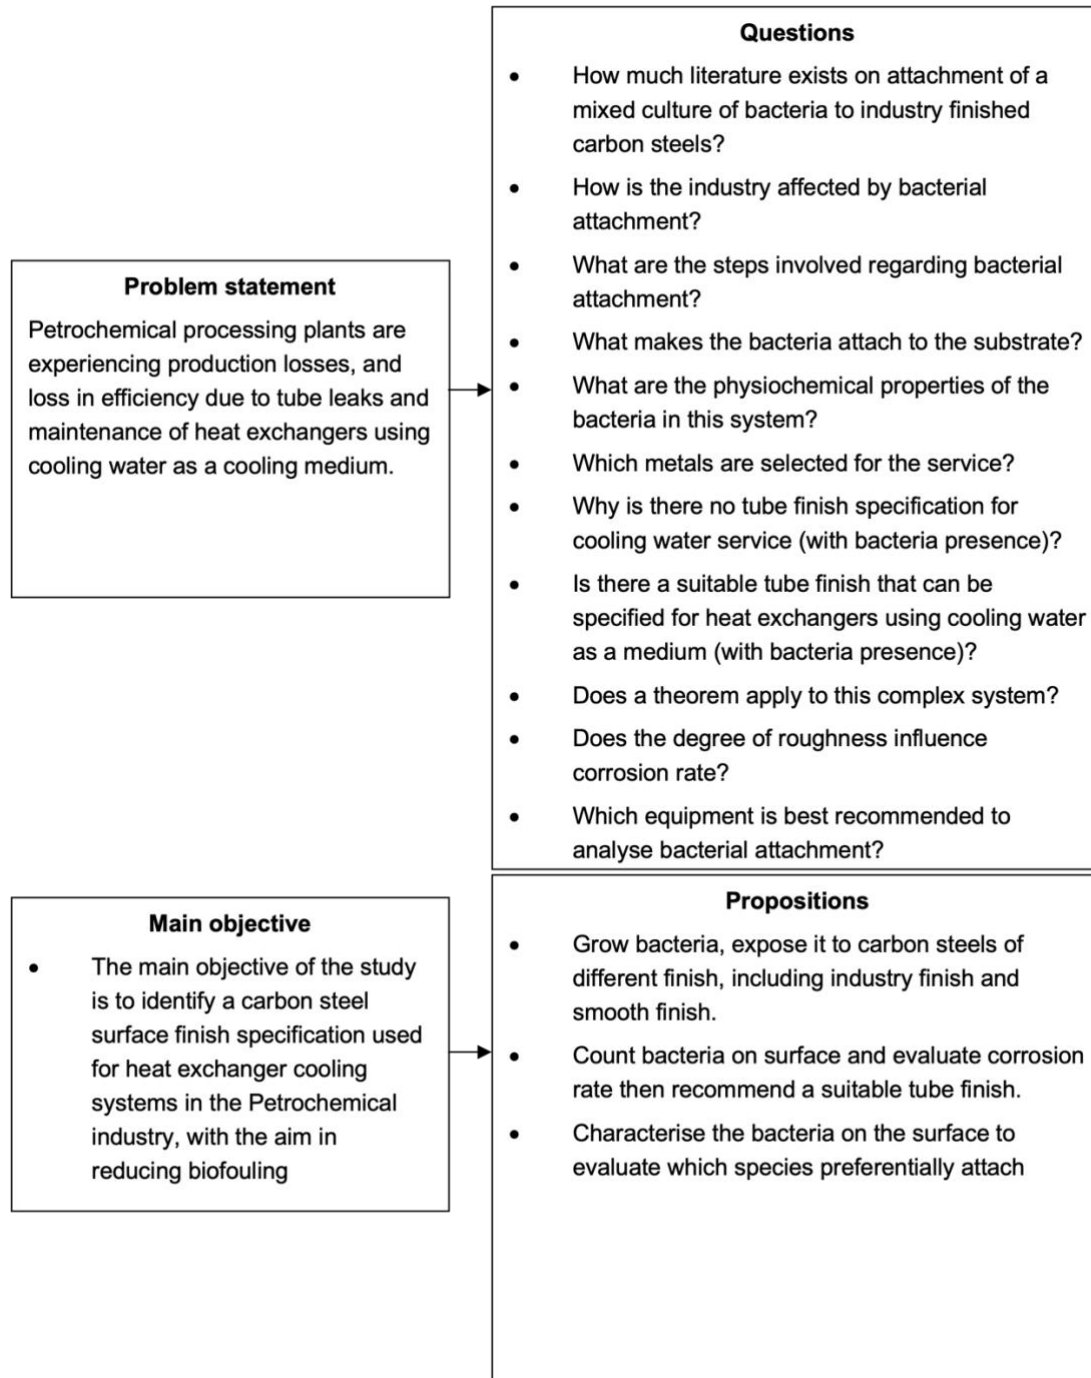 Problem statement
Petrochemical processing plants are
experiencing production losses, and
loss in efficiency due to tube leaks and
maintenance of heat exchangers using
cooling water as a cooling medium.
Questions
• How much literature exists on attachment of a
mixed culture of bacteria to industry finished
carbon steels?
• How is the industry affected by bacterial
attachment?
• What are the steps involved regarding bacterial
attachment?
• What makes the bacteria attach to the substrate?
• What are the physiochemical properties of the
bacteria in this system?
• Which metals are selected for the service?
• Why is there no tube finish specification for
cooling water service (with bacteria presence)?
• Is there a suitable tube finish that can be
specified for heat exchangers using cooling water
as a medium (with bacteria presence)?
• Does a theorem apply to this complex system?
• Does the degree of roughness influence
corrosion rate?
• Which equipment is best recommended to
analyse bacterial attachment?
Main objective
• The main objective of the study
is to identify a carbon steel
surface finish specification used
for heat exchanger cooling
systems in the Petrochemical
industry, with the aim in
reducing biofouling
Propositions
• Grow bacteria, expose it to carbon steels of
different finish, including industry finish and
smooth finish.
• Count bacteria on surface and evaluate corrosion
rate then recommend a suitable tube finish.
• Characterise the bacteria on the surface to
evaluate which species preferentially attach